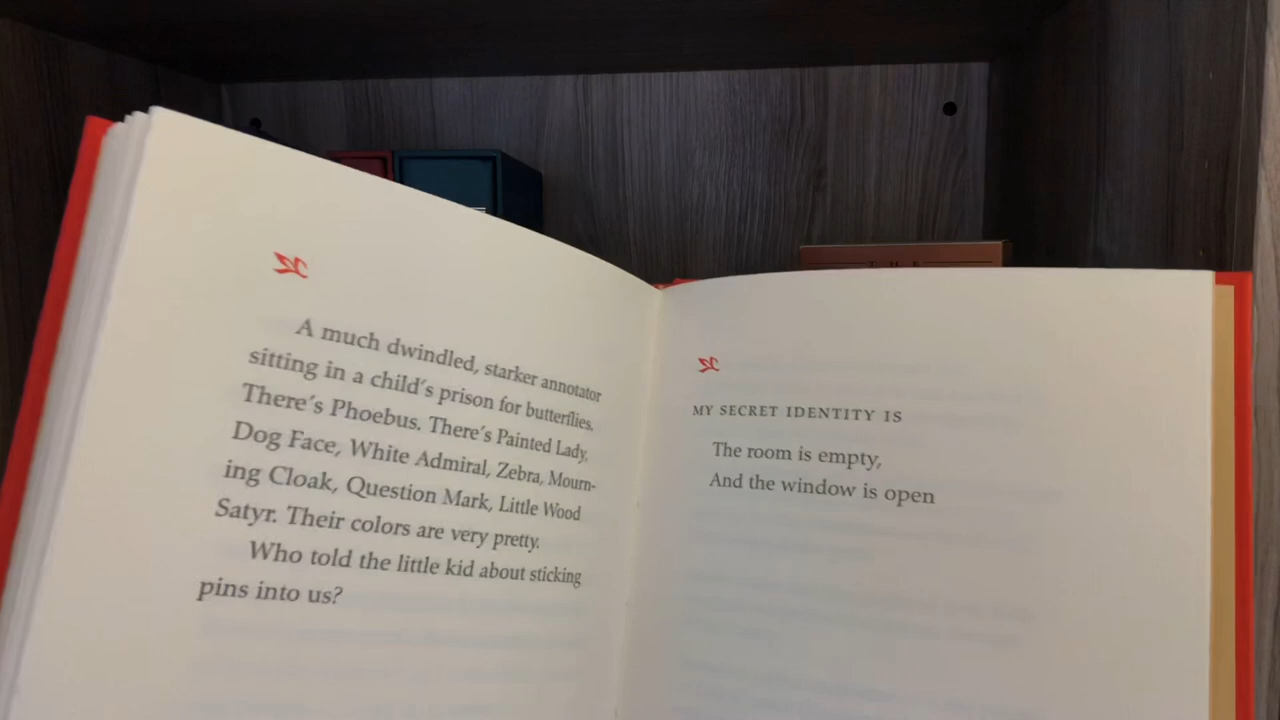 A much dwindled, starker annotator
sitting in a child's prison for butterflies.
There's Phoebus. There's Painted Lady.
Dog Face, White Admiral, Zebra, Mourn-
ing Cloak, Question Mark, Little Wood
Satyr. Their colors are very pretty.
Who told the little kid about sticking
pins into us?
MY SECRET IDENTITY IS
The room is empty,
And the window is open
THE